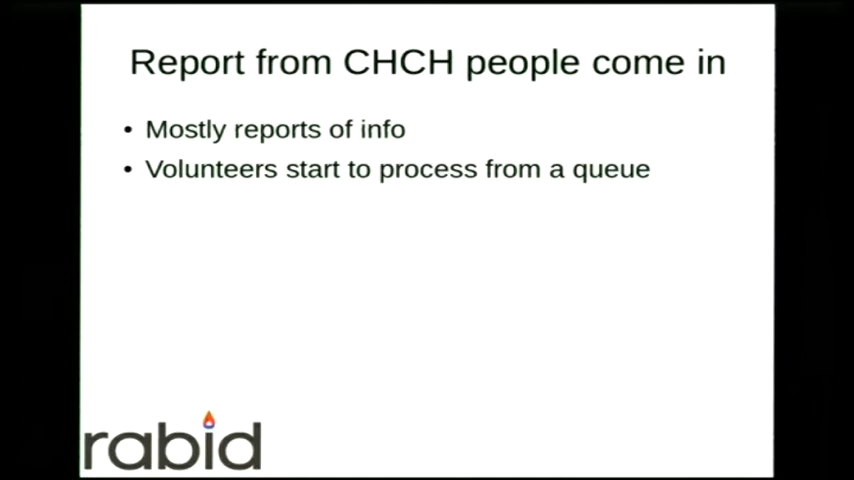 Report from CHCH people come in
• Mostly reports of info
• Volunteers start to process from a queue
rabid